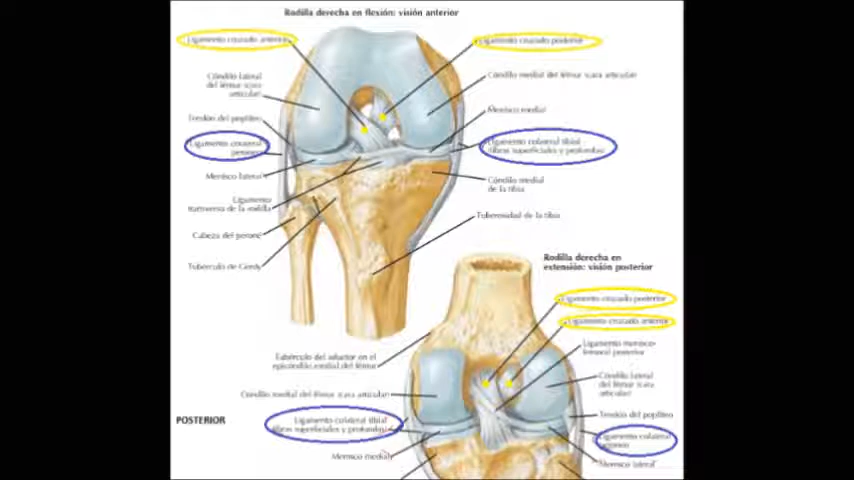 Rodilla derecha en flexión: visión anterior
Ligamento cruzado anterior
Ligamento cruzado posterior
Cóndilo lateral
del fémur (cara
articular)
Cóndilo medial del fémur (cara articular)
Menisco medial
Tendón del poplíteo
Ligamento colateral
peroneo
Ligamento colateral tibial
(fibras superficiales y profundas)
Menisco lateral
Cóndilo medial
de la tibia
Ligamento
transverso de la rodilla
Tuberosidad de la tibia
Cabeza del peroné
Tubérculo de Gerdy
Rodilla derecha en
extensión: visión posterior
Ligamento cruzado posterior
Ligamento cruzado anterior
Ligamento menisco-
femoral posterior
Tubérculo del aductor en el
epicóndilo medial del fémur
Cóndilo lateral
del fémur (cara
articular)
Cóndilo medial del fémur (cara articular)
POSTERIOR
Ligamento colateral tibial
(fibras superficiales y profundas)
Tendón del poplíteo
Ligamento colateral
peroneo
Menisco medial
Menisco lateral